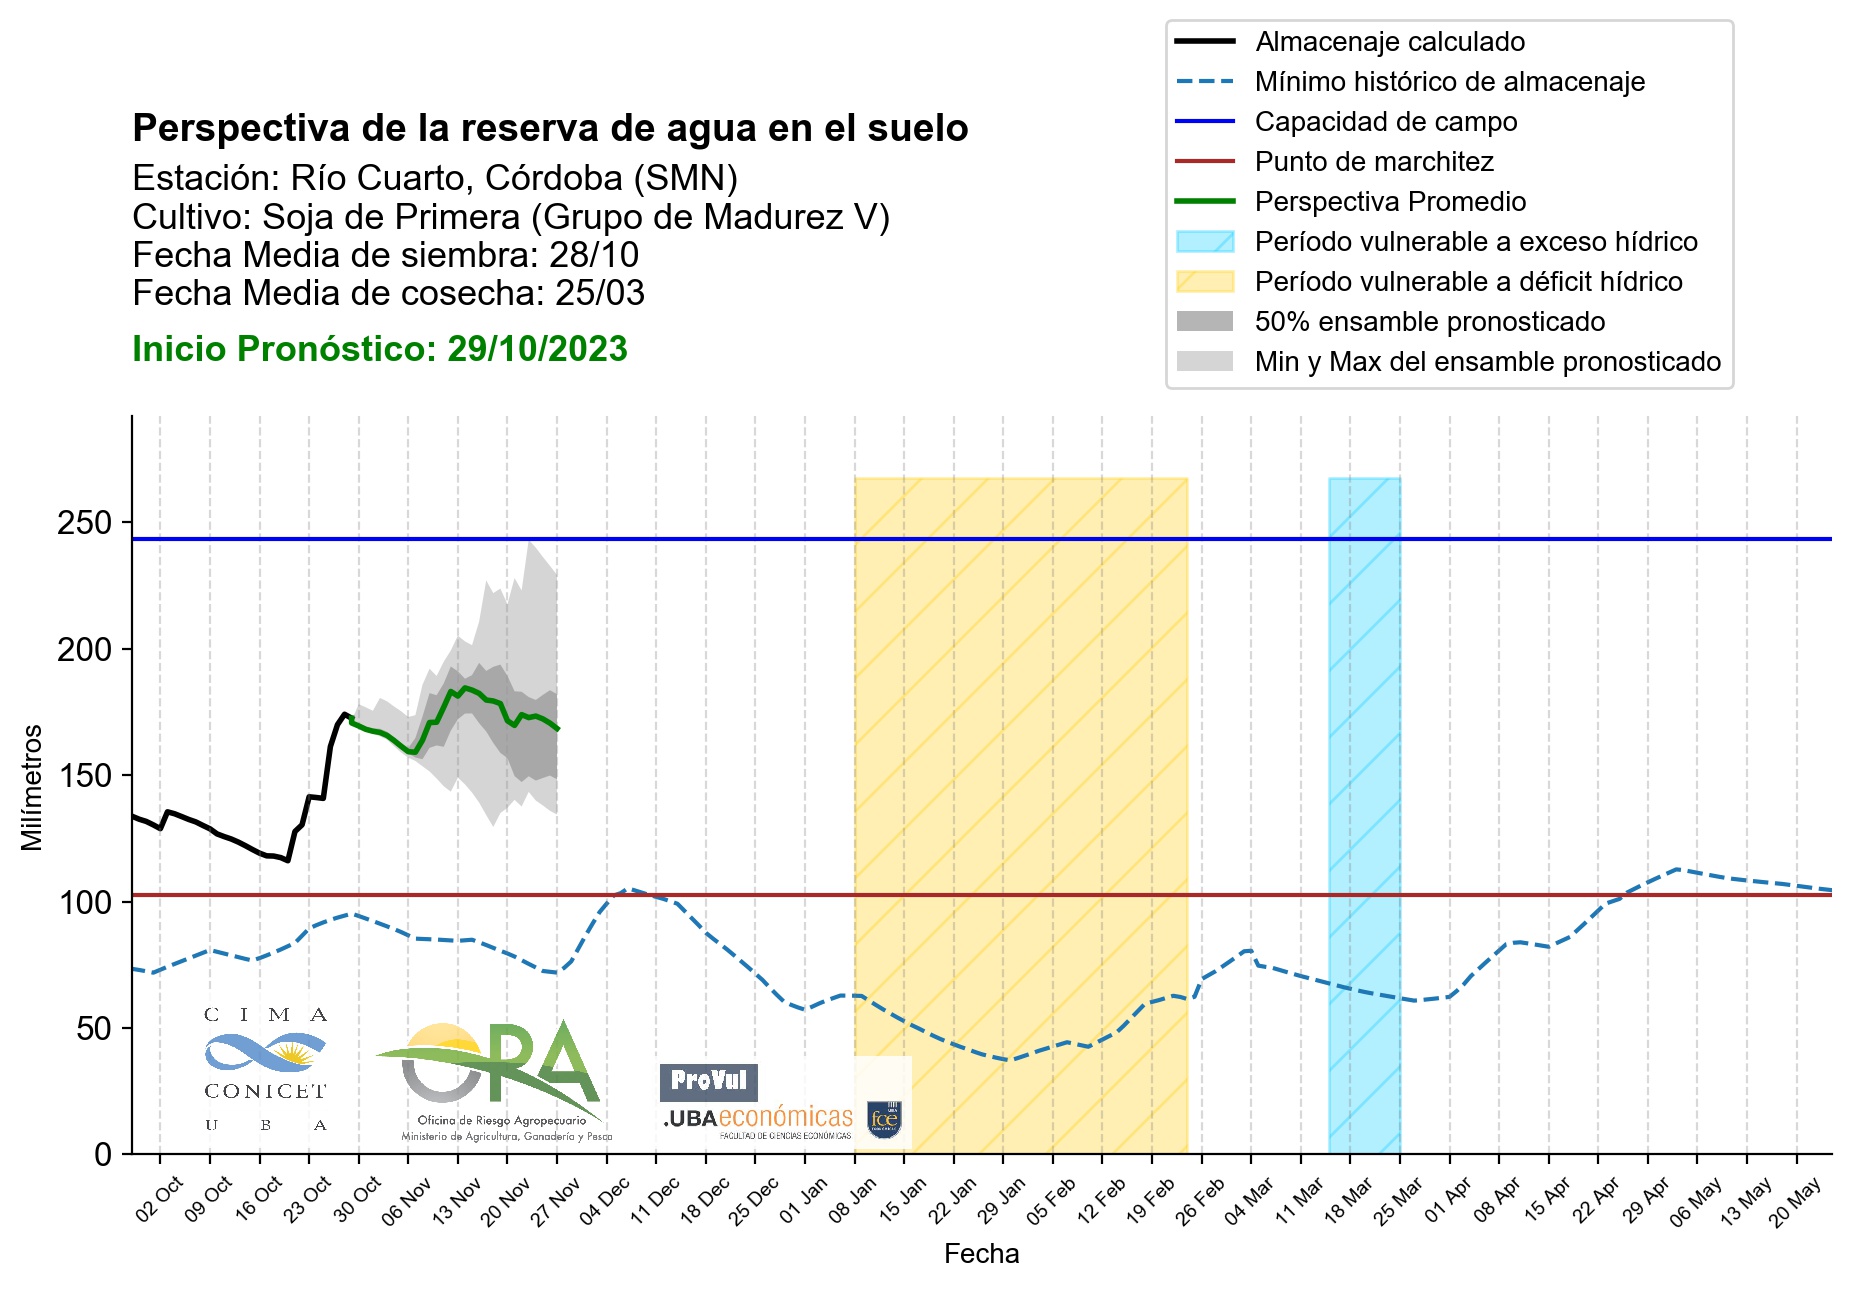 Almacenaje calculado
Mínimo histórico de almacenaje
Capacidad de campo
Punto de marchitez
Perspectiva Promedio
Período vulnerable a exceso hídrico
Período vulnerable a déficit hídrico
50% ensamble pronosticado
Min y Max del ensamble pronosticado
Perspectiva de la reserva de agua en el suelo
Estación: Río Cuarto, Córdoba (SMN)
Cultivo: Soja de Primera (Grupo de Madurez V)
Fecha Media de siembra: 28/10
Fecha Media de cosecha: 25/03
Inicio Pronóstico: 29/10/2023
Milímetros
250
200
150
100
50
0
C I M A
CONICET
U B A
ORA
Oficina de Riesgo Agropecuario
Ministerio de Agricultura, Ganadería y Pesca
ProVul
.UBAeconómicas
FACULTAD DE CIENCIAS ECONÓMICAS
fce
02 Oct
09 Oct
16 Oct
23 Oct
30 Oct
06 Nov
13 Nov
20 Nov
27 Nov
04 Dec
11 Dec
18 Dec
25 Dec
01 Jan
08 Jan
15 Jan
22 Jan
29 Jan
05 Feb
12 Feb
19 Feb
26 Feb
04 Mar
11 Mar
18 Mar
25 Mar
01 Apr
08 Apr
15 Apr
22 Apr
29 Apr
06 May
13 May
20 May
Fecha